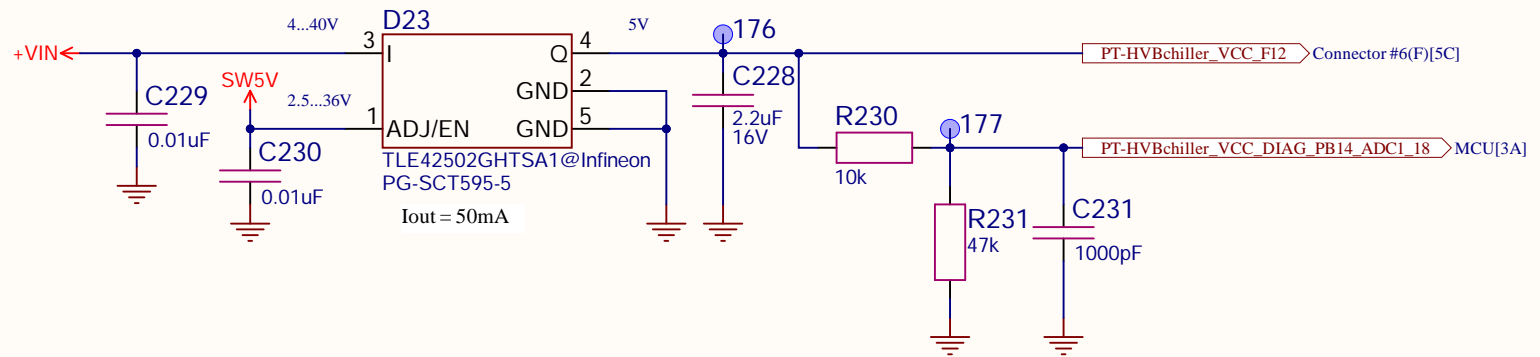 +VIN
4...40V
D23
3
I
Q
4
5V
176
PT-HVBchiller_VCC_F12
Connector #6(F)[5C]
C229
0.01uF
SW5V
2.5...36V
1
ADJ/EN
GND
2
GND
5
C228
2.2uF
16V
R230
10k
177
PT-HVBchiller_VCC_DIAG_PB14_ADC1_18
MCU[3A]
C230
0.01uF
TLE42502GHTSA1@Infineon
PG-SCT595-5
Iout = 50mA
R231
47k
C231
1000pF